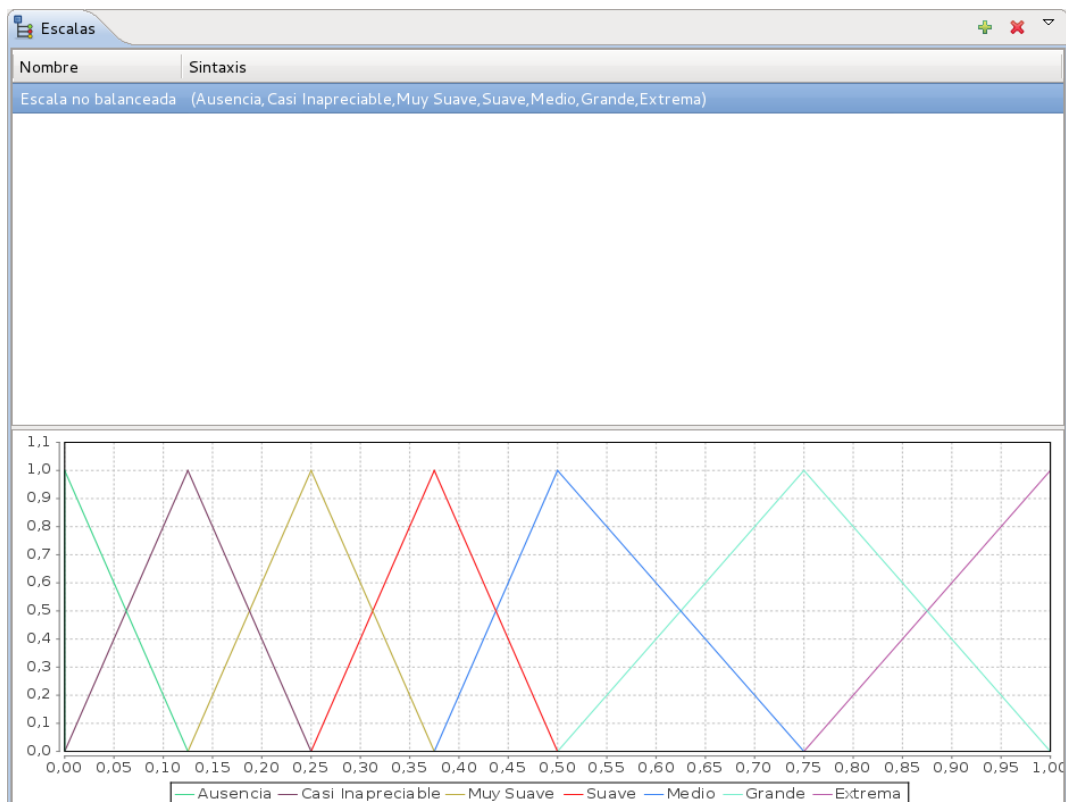 Escalas
Nombre Sintaxis
Escala no balanceada (Ausencia,Casi Inapreciable,Muy Suave,Suave,Medio,Grande,Extrema)
1,1
1,0
0,9
0,8
0,7
0,6
0,5
0,4
0,3
0,2
0,1
0,0
0,00 0,05 0,10 0,15 0,20 0,25 0,30 0,35 0,40 0,45 0,50 0,55 0,60 0,65 0,70 0,75 0,80 0,85 0,90 0,95 1,00
Ausencia Casi Inapreciable Muy Suave Suave Medio Grande Extrema